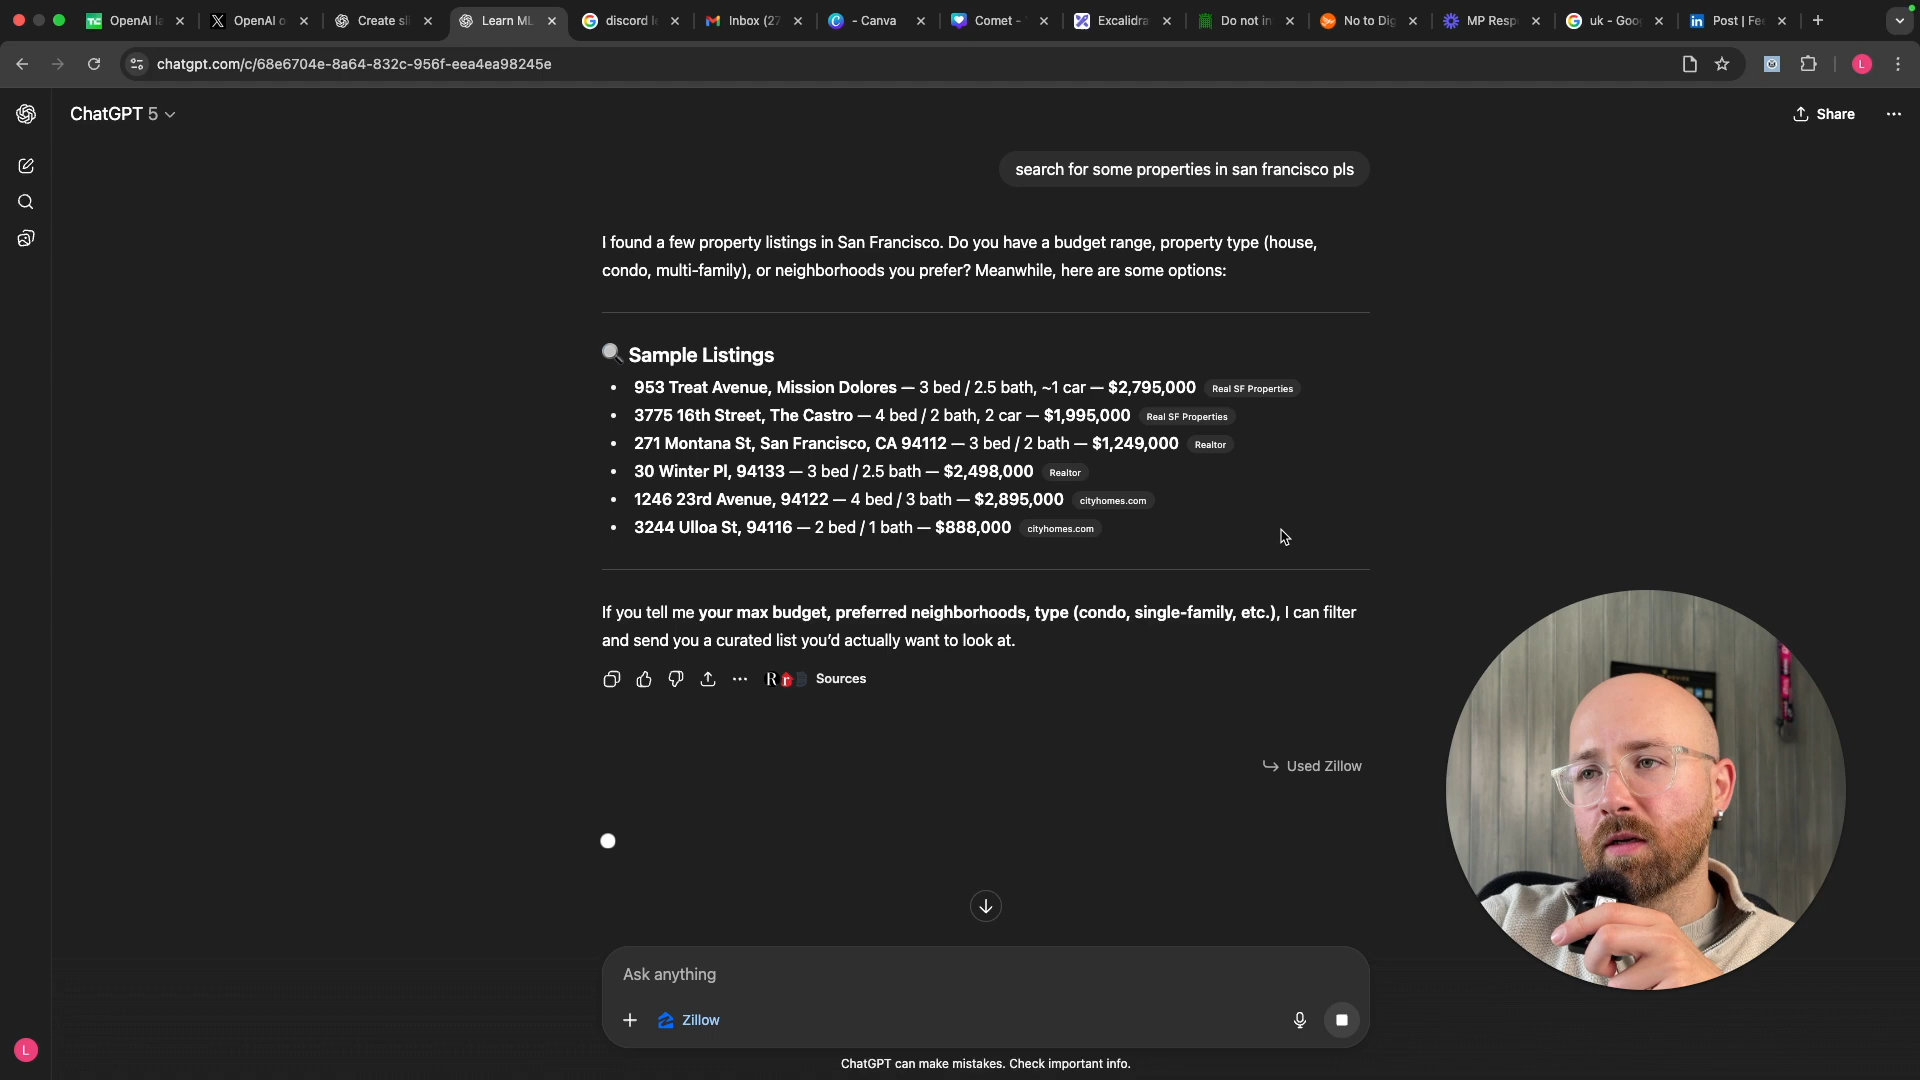 OpenAI la
OpenAI o
Create sli
Learn ML
discord le
Inbox (27
- Canva
Comet -
Excalidra
Do not in
No to Dig
MP Resp
uk - Goo
Post | Fe
chatgpt.com/c/68e6704e-8a64-832c-956f-eea4ea98245e
L
ChatGPT 5
Share
search for some properties in san francisco pls
I found a few property listings in San Francisco. Do you have a budget range, property type (house,
condo, multi-family), or neighborhoods you prefer? Meanwhile, here are some options:
Sample Listings
953 Treat Avenue, Mission Dolores — 3 bed / 2.5 bath, ~1 car — $2,795,000 Real SF Properties
3775 16th Street, The Castro — 4 bed / 2 bath, 2 car — $1,995,000 Real SF Properties
271 Montana St, San Francisco, CA 94112 — 3 bed / 2 bath — $1,249,000 Realtor
30 Winter Pl, 94133 — 3 bed / 2.5 bath — $2,498,000 Realtor
1246 23rd Avenue, 94122 — 4 bed / 3 bath — $2,895,000 cityhomes.com
3244 Ulloa St, 94116 — 2 bed / 1 bath — $888,000 cityhomes.com
If you tell me your max budget, preferred neighborhoods, type (condo, single-family, etc.), I can filter
and send you a curated list you’d actually want to look at.
Sources
Used Zillow
Ask anything
Zillow
L
ChatGPT can make mistakes. Check important info.